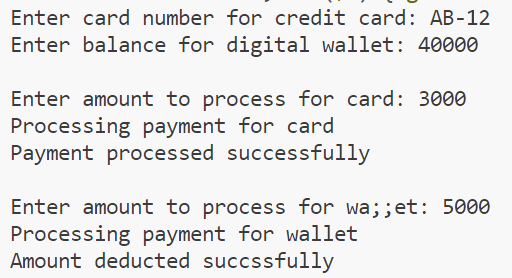 Enter card number for credit card: AB-12
Enter balance for digital wallet: 40000
Enter amount to process for card: 3000
Processing payment for card
Payment processed successfully
Enter amount to process for wa;;et: 5000
Processing payment for wallet
Amount deducted succssfully